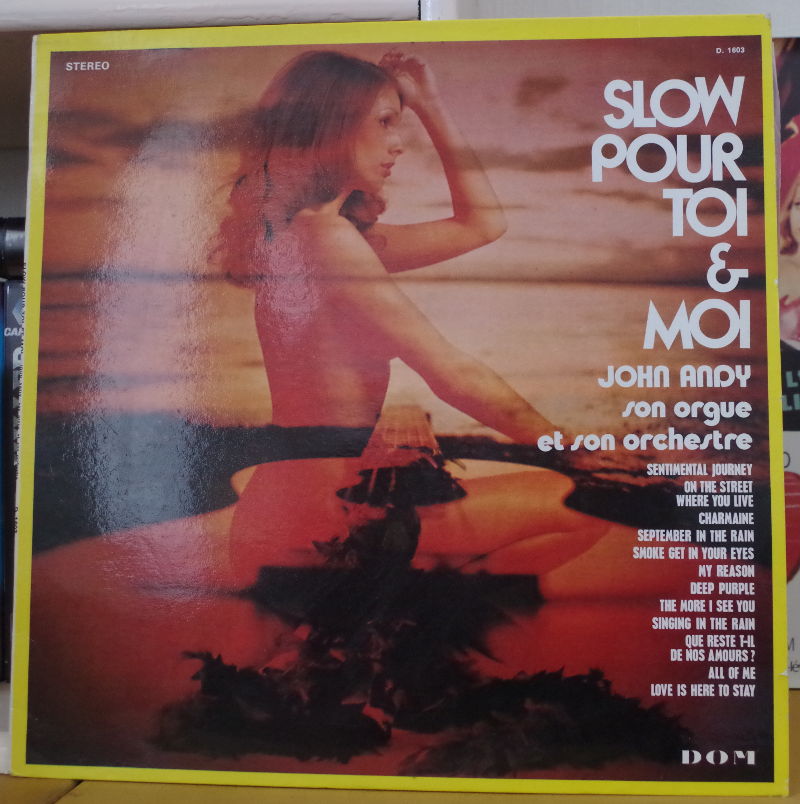 STEREO
D. 1603
SLOW
POUR
TOI
&
MOI
JOHN ANDY
son orgue
et son orchestre
SENTIMENTAL JOURNEY
ON THE STREET
WHERE YOU LIVE
CHARMAINE
SEPTEMBER IN THE RAIN
SMOKE GET IN YOUR EYES
MY REASON
DEEP PURPLE
THE MORE I SEE YOU
SINGING IN THE RAIN
QUE RESTE T-IL
DE NOS AMOURS ?
ALL OF ME
LOVE IS HERE TO STAY
DOM